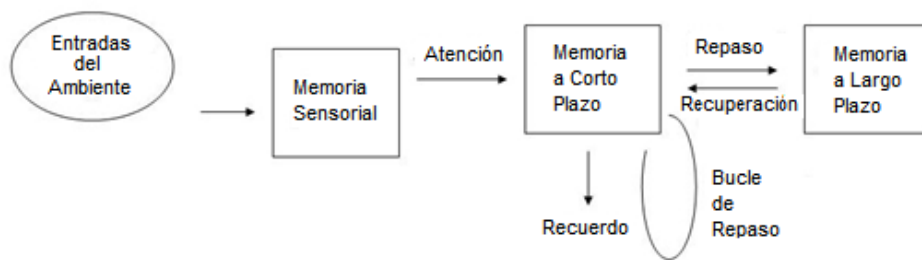 Entradas
del
Ambiente
Memoria
Sensorial
Atención
Memoria
a Corto
Plazo
Repaso
Recuperación
Memoria
a Largo
Plazo
Recuerdo
Bucle
de
Repaso